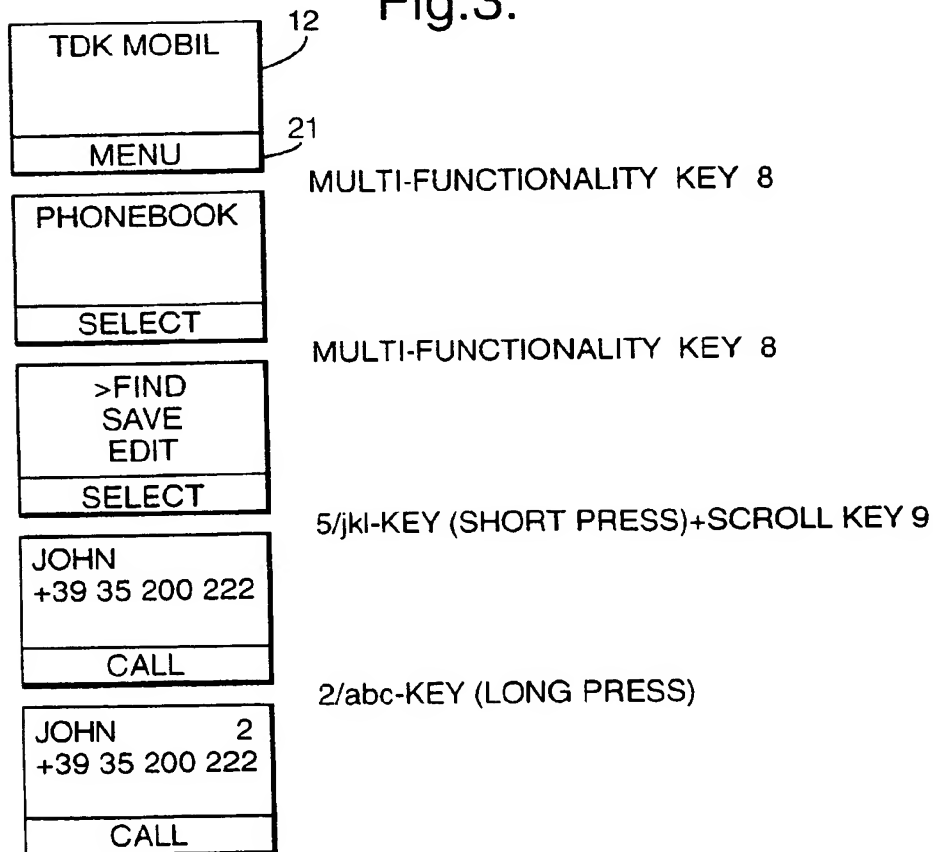 Fig.3.
12
TDK MOBIL
21
MENU
MULTI-FUNCTIONALITY KEY 8
PHONEBOOK
SELECT
MULTI-FUNCTIONALITY KEY 8
>FIND
SAVE
EDIT
SELECT
5/jkl-KEY (SHORT PRESS)+SCROLL KEY 9
JOHN
+39 35 200 222
CALL
2/abc-KEY (LONG PRESS)
JOHN 2
+39 35 200 222
CALL